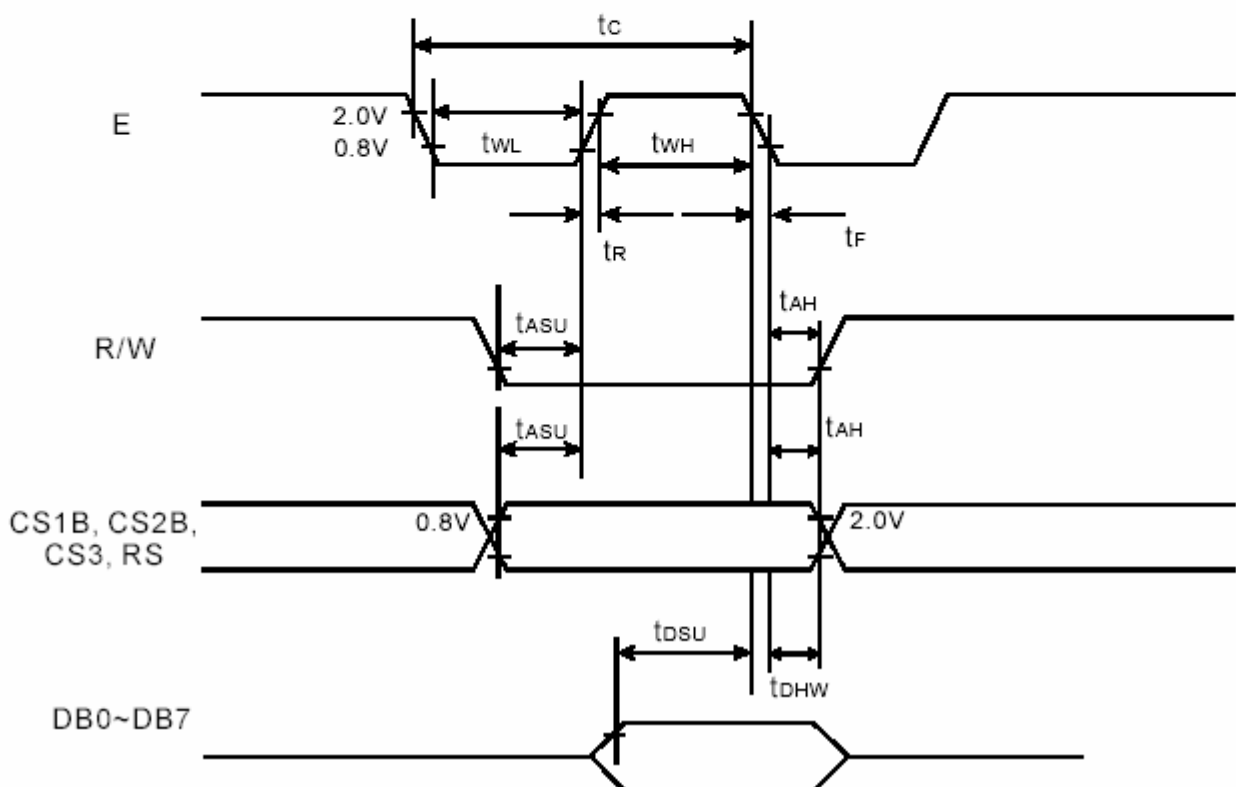 tC
E
2.0V
0.8V
tWL
tWH
tR
tF
R/W
tASU
tAH
tASU
tAH
CS1B, CS2B,
CS3, RS
0.8V
2.0V
tDSU
tDHW
DB0~DB7